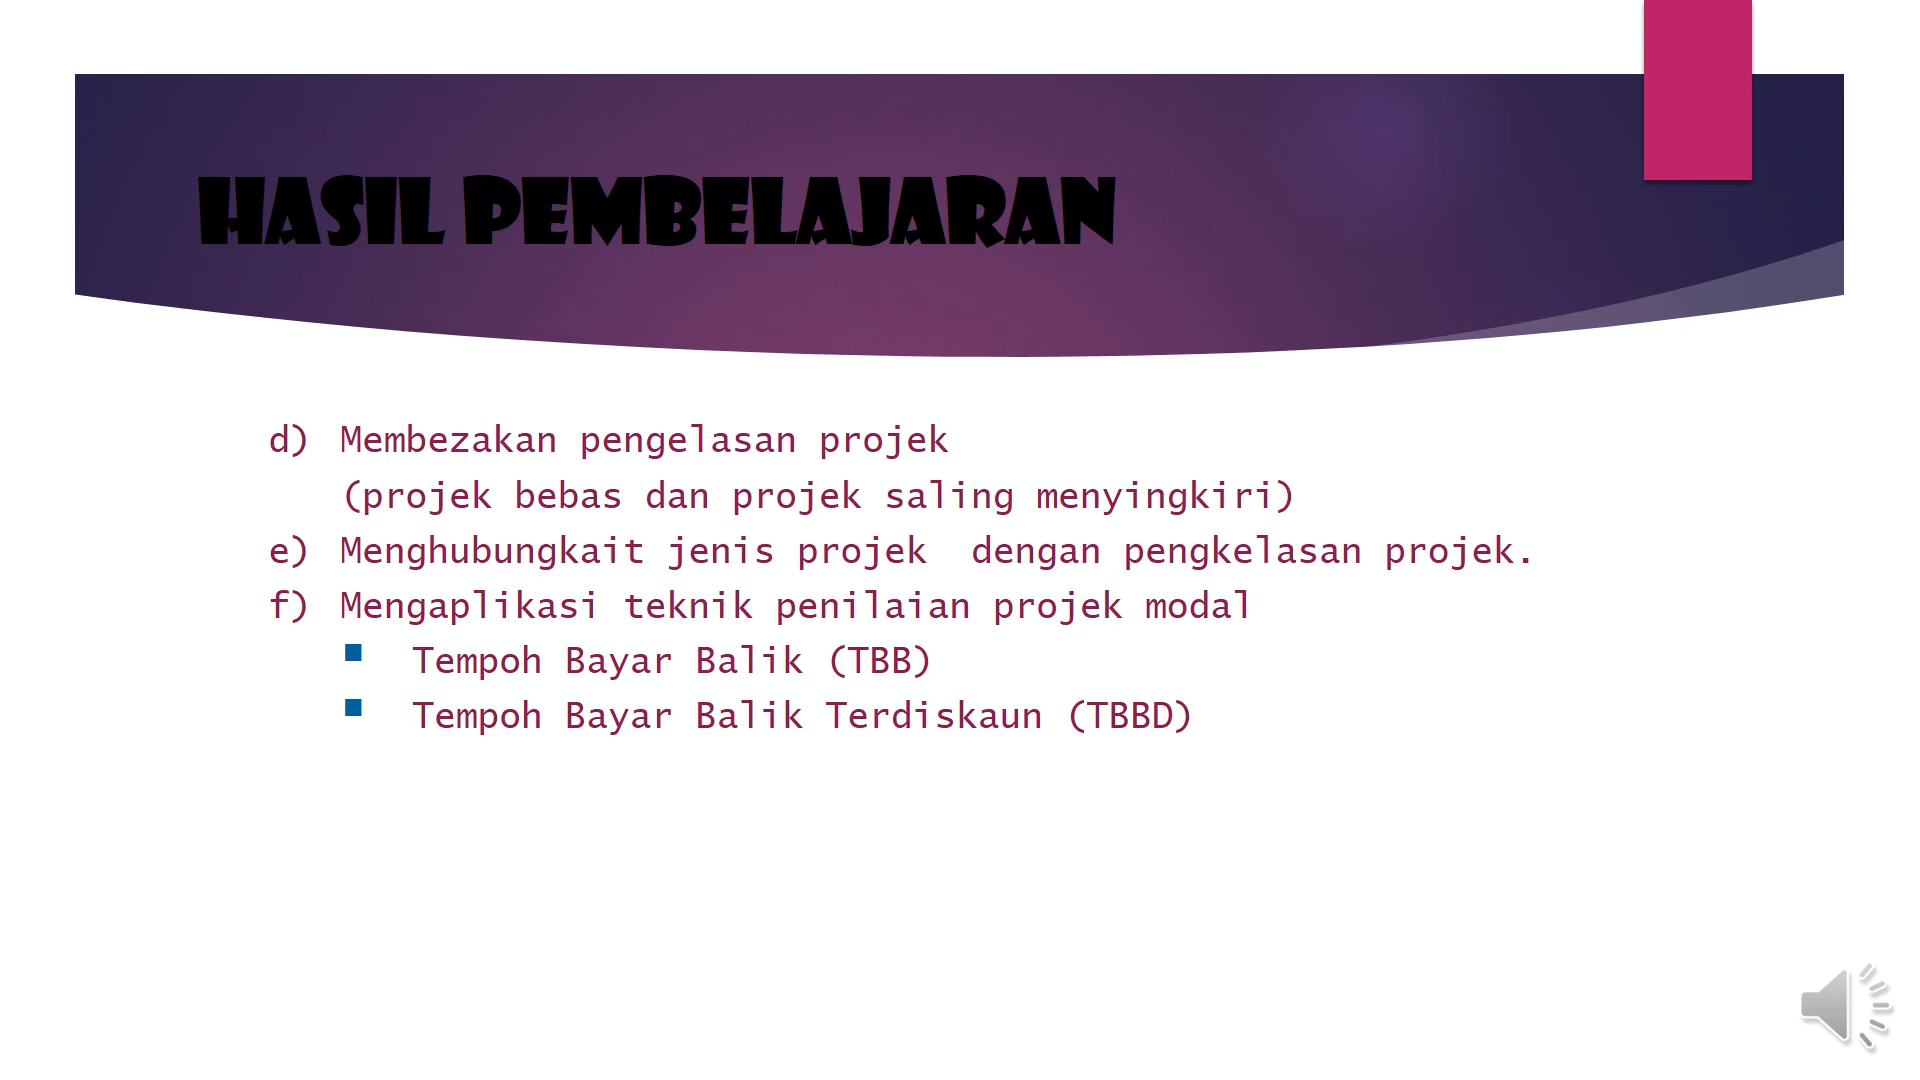 HASIL PEMBELAJARAN
d) Membezakan pengelasan projek
(projek bebas dan projek saling menyingkiri)
e) Menghubungkait jenis projek  dengan pengkelasan projek.
f) Mengaplikasi teknik penilaian projek modal
▪ Tempoh Bayar Balik (TBB)
▪ Tempoh Bayar Balik Terdiskaun (TBBD)